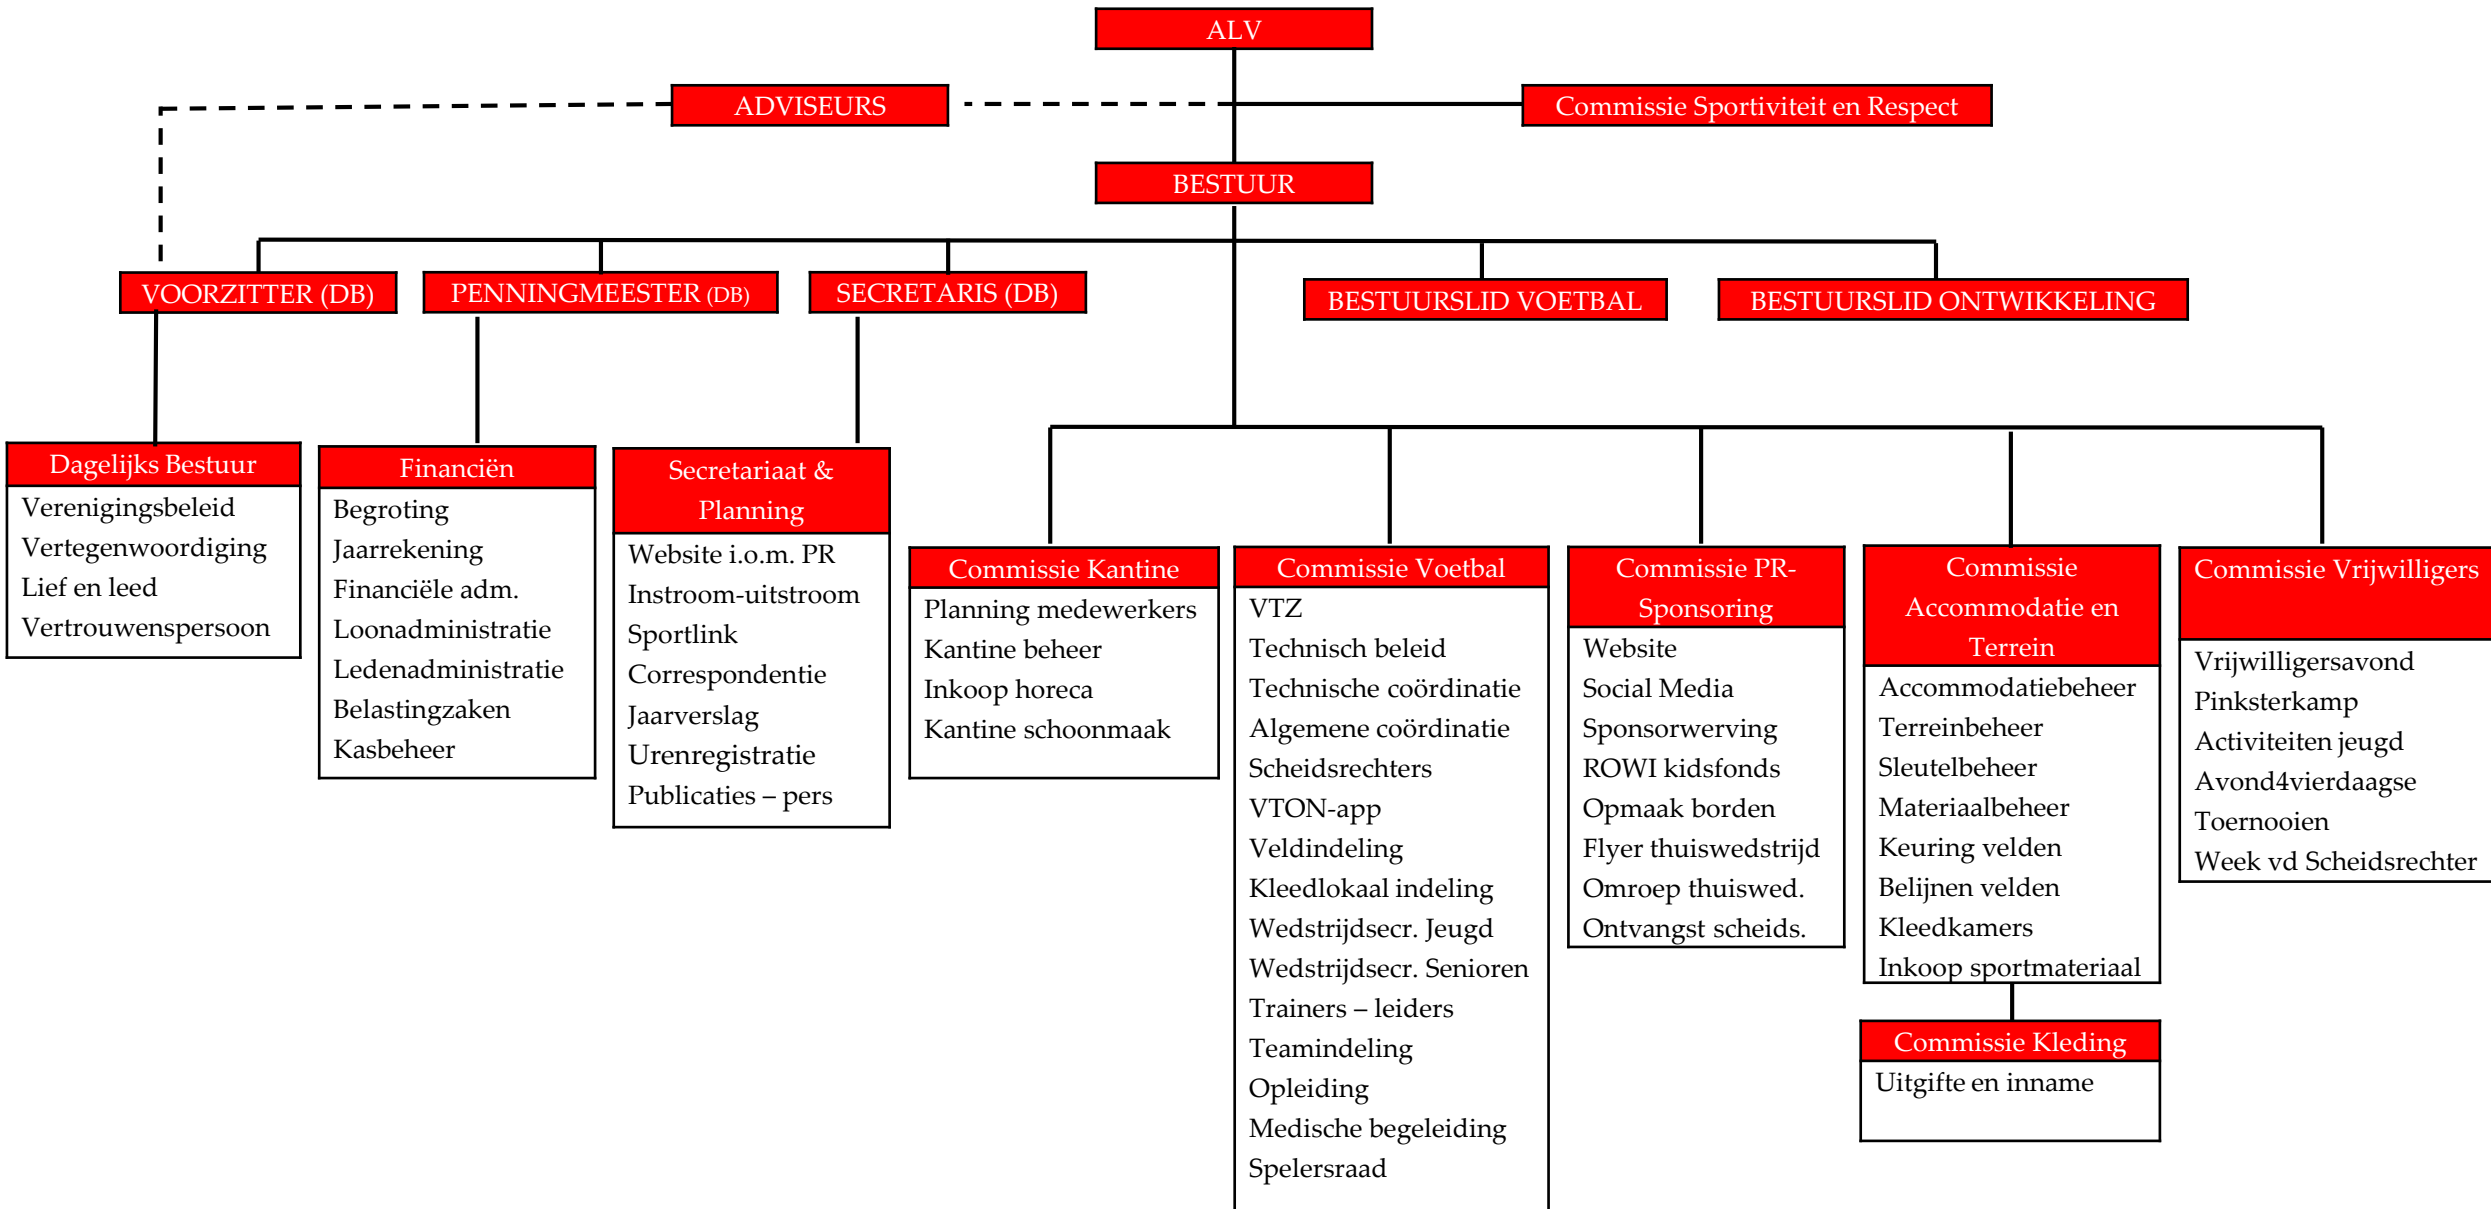 ALV
ADVISEURS
Commissie Sportiviteit en Respect
BESTUUR
VOORZITTER (DB)
PENNINGMEESTER (DB)
SECRETARIS (DB)
BESTUURSLID VOETBAL
BESTUURSLID ONTWIKKELING
Dagelijks Bestuur
Verenigingsbeleid
Vertegenwoordiging
Lief en leed
Vertrouwenspersoon
Financiën
Begroting
Jaarrekening
Financiële adm.
Loonadministratie
Ledenadministratie
Belastingzaken
Kasbeheer
Secretariaat &
Planning
Website i.o.m. PR
Instroom-uitstroom
Sportlink
Correspondentie
Jaarverslag
Urenregistratie
Publicaties – pers
Commissie Kantine
Planning medewerkers
Kantine beheer
Inkoop horeca
Kantine schoonmaak
Commissie Voetbal
VTZ
Technisch beleid
Technische coördinatie
Algemene coördinatie
Scheidsrechters
VTON-app
Veldindeling
Kleedlokaal indeling
Wedstrijdsecr. Jeugd
Wedstrijdsecr. Senioren
Trainers – leiders
Teamindeling
Opleiding
Medische begeleiding
Spelersraad
Commissie PR-
Sponsoring
Website
Social Media
Sponsorwerving
ROWI kidsfonds
Opmaak borden
Flyer thuiswedstrijd
Omroep thuiswed.
Ontvangst scheids.
Commissie
Accommodatie en
Terrein
Accommodatiebeheer
Terreinbeheer
Sleutelbeheer
Materiaalbeheer
Keuring velden
Belijnen velden
Kleedkamers
Inkoop sportmateriaal
Commissie Kleding
Uitgifte en inname
Commissie Vrijwilligers
Vrijwilligersavond
Pinksterkamp
Activiteiten jeugd
Avond4vierdaagse
Toernooien
Week vd Scheidsrechter